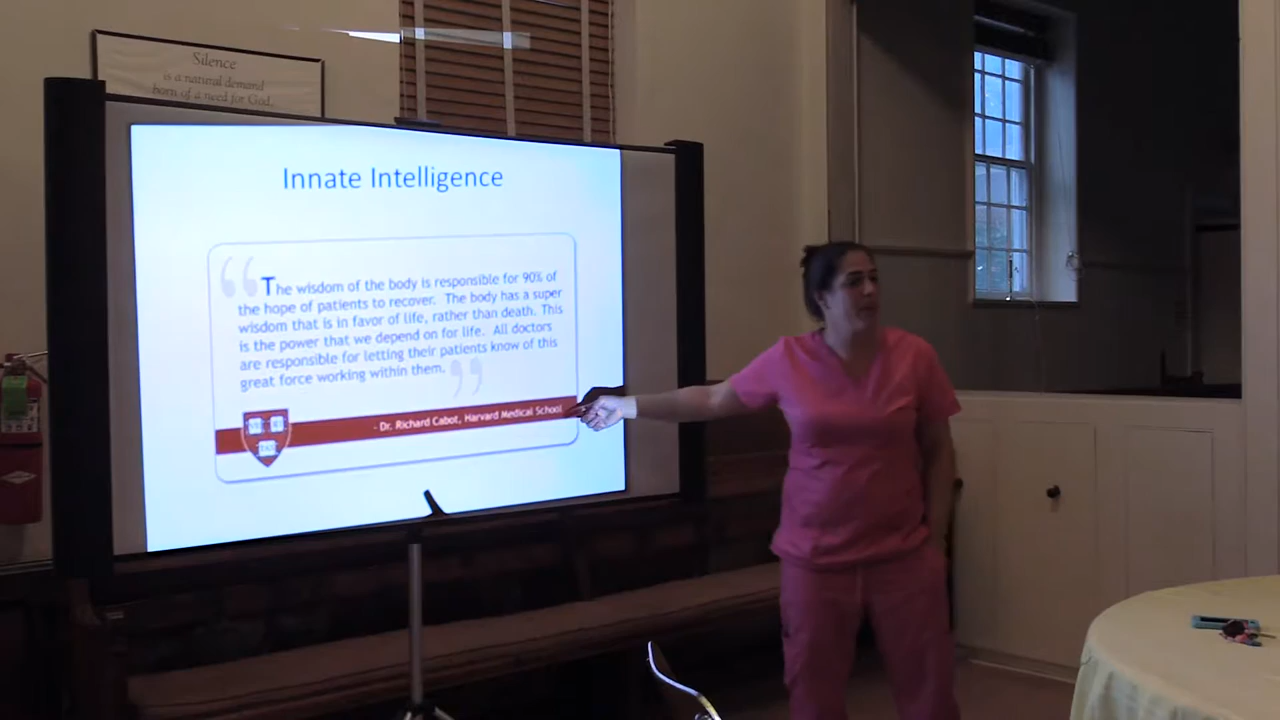 Silence
is a natural demand
born of a need for God.
Innate Intelligence
“The wisdom of the body is responsible for 90% of
the hope of patients to recover. The body has a super
wisdom that is in favor of life, rather than death. This
is the power that we depend on for life. All doctors
are responsible for letting their patients know of this
great force working within them.”
- Dr. Richard Cabot, Harvard Medical School